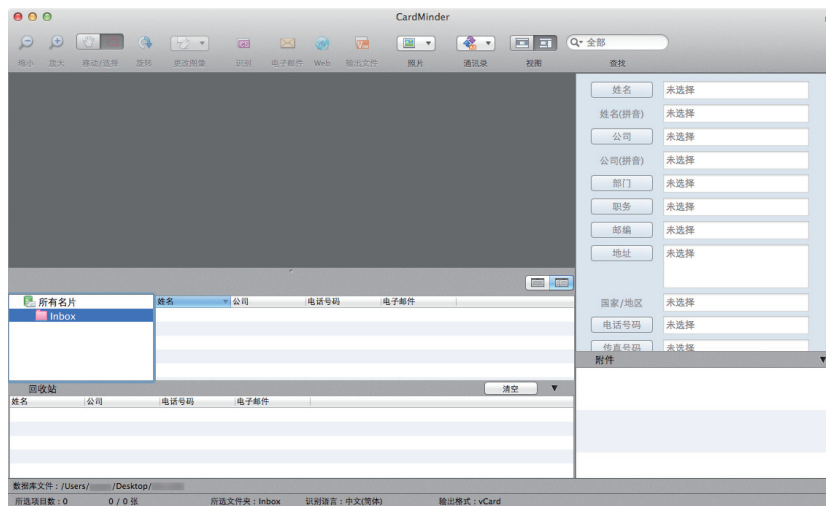 CardMinder
全部
缩小 放大 移动/选择 旋转 更改图像 识别 电子邮件 Web 输出文件 照片 通讯录 视图 查找
姓名 未选择
姓名(拼音) 未选择
公司 未选择
公司(拼音) 未选择
部门 未选择
职务 未选择
邮编 未选择
地址 未选择
国家/地区 未选择
电话号码 未选择
传真号码 未选择
附件
所有名片
Inbox
姓名 公司 电话号码 电子邮件
回收站 清空
姓名 公司 电话号码 电子邮件
数据库文件：/Users/ /Desktop/
所选项目数：0 0 / 0 张 所选文件夹：Inbox 识别语言：中文(简体) 输出格式：vCard